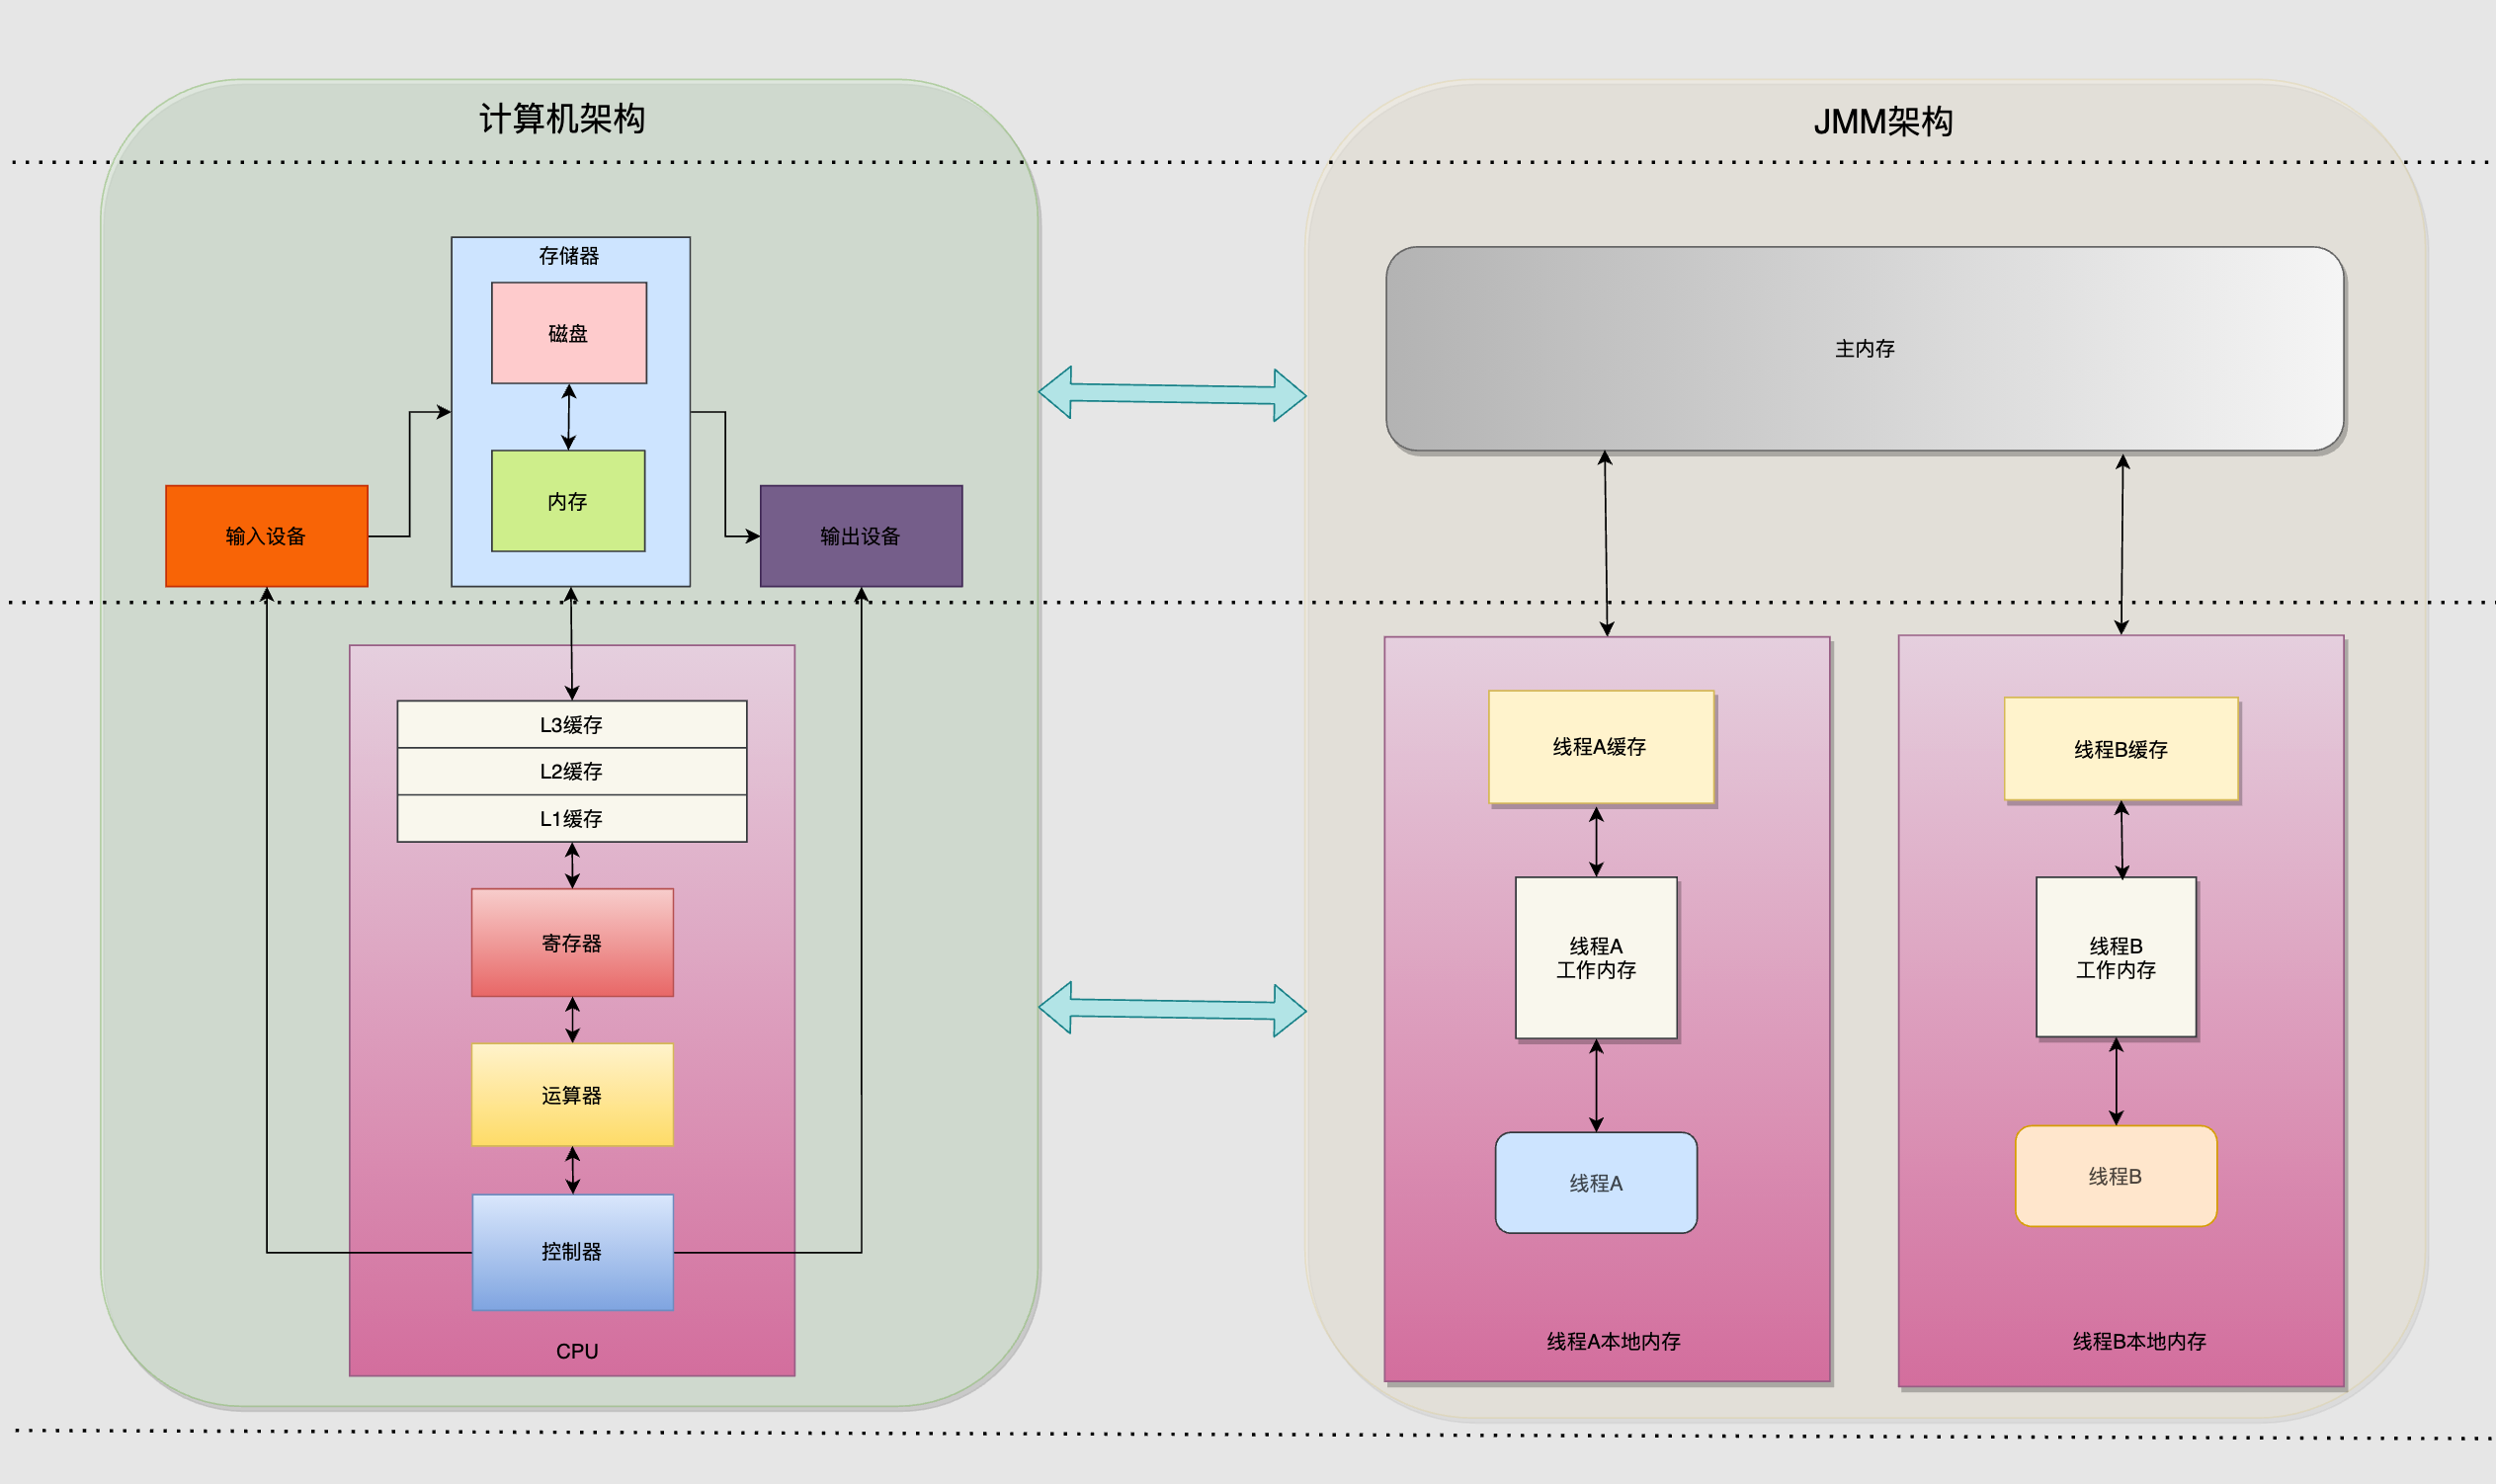 计算机架构
存储器
磁盘
内存
输入设备
输出设备
L3缓存
L2缓存
L1缓存
寄存器
运算器
控制器
CPU
JMM架构
主内存
线程A缓存
线程A
工作内存
线程A
线程A本地内存
线程B缓存
线程B
工作内存
线程B
线程B本地内存